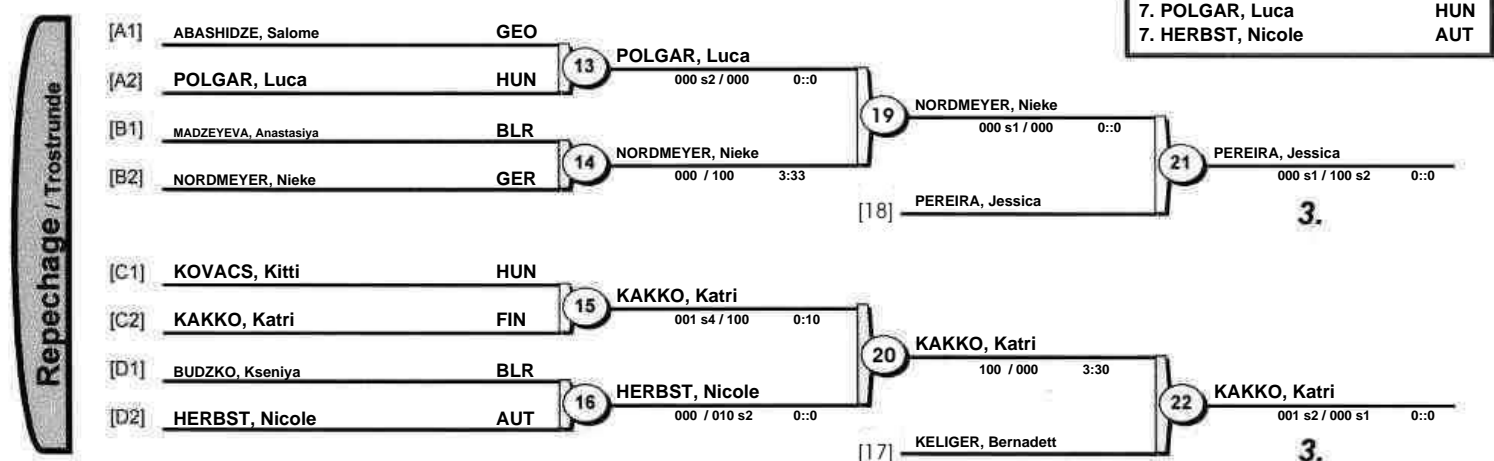 7. POLGAR, Luca HUN
7. HERBST, Nicole AUT
Repechage / Trostrunde
[A1] ABASHIDZE, Salome GEO
[A2] POLGAR, Luca HUN
13
POLGAR, Luca
000 s2 / 000 0::0
[B1] MADZEYEVA, Anastasiya BLR
[B2] NORDMEYER, Nieke GER
14
NORDMEYER, Nieke
000 / 100 3:33
19
NORDMEYER, Nieke
000 s1 / 000 0::0
[18] PEREIRA, Jessica
21
PEREIRA, Jessica
000 s1 / 100 s2 0::0
3.
[C1] KOVACS, Kitti HUN
[C2] KAKKO, Katri FIN
15
KAKKO, Katri
001 s4 / 100 0:10
[D1] BUDZKO, Kseniya BLR
[D2] HERBST, Nicole AUT
16
HERBST, Nicole
000 / 010 s2 0::0
20
KAKKO, Katri
100 / 000 3:30
[17] KELIGER, Bernadett
22
KAKKO, Katri
001 s2 / 000 s1 0::0
3.